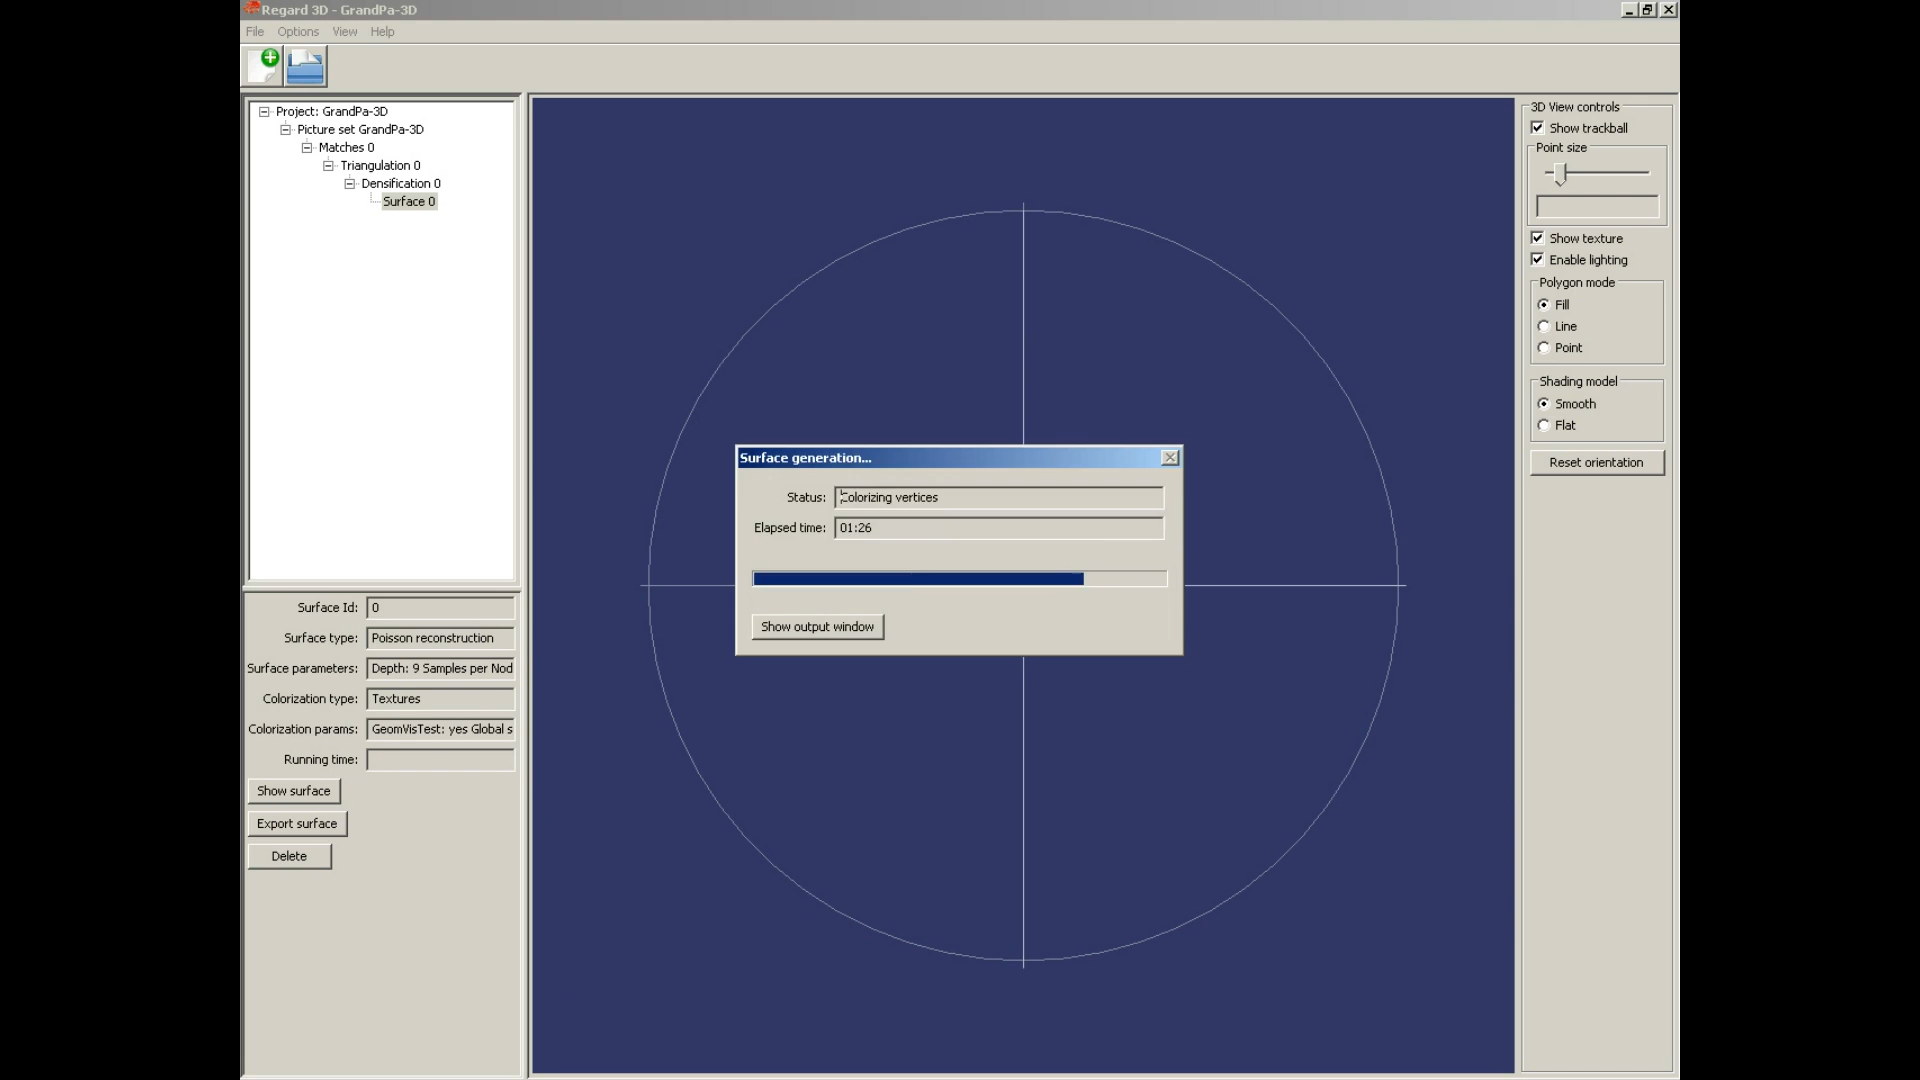 Regard 3D - GrandPa-3D
File Options View Help
Project: GrandPa-3D
Picture set GrandPa-3D
Matches 0
Triangulation 0
Densification 0
Surface 0
3D View controls
Show trackball
Point size
Show texture
Enable lighting
Polygon mode
Fill
Line
Point
Shading model
Smooth
Flat
Reset orientation
Surface generation...
Status: Colorizing vertices
Elapsed time: 01:26
Show output window
Surface Id: 0
Surface type: Poisson reconstruction
Surface parameters: Depth: 9 Samples per Nod
Colorization type: Textures
Colorization params: GeomVisTest: yes Global s
Running time:
Show surface
Export surface
Delete